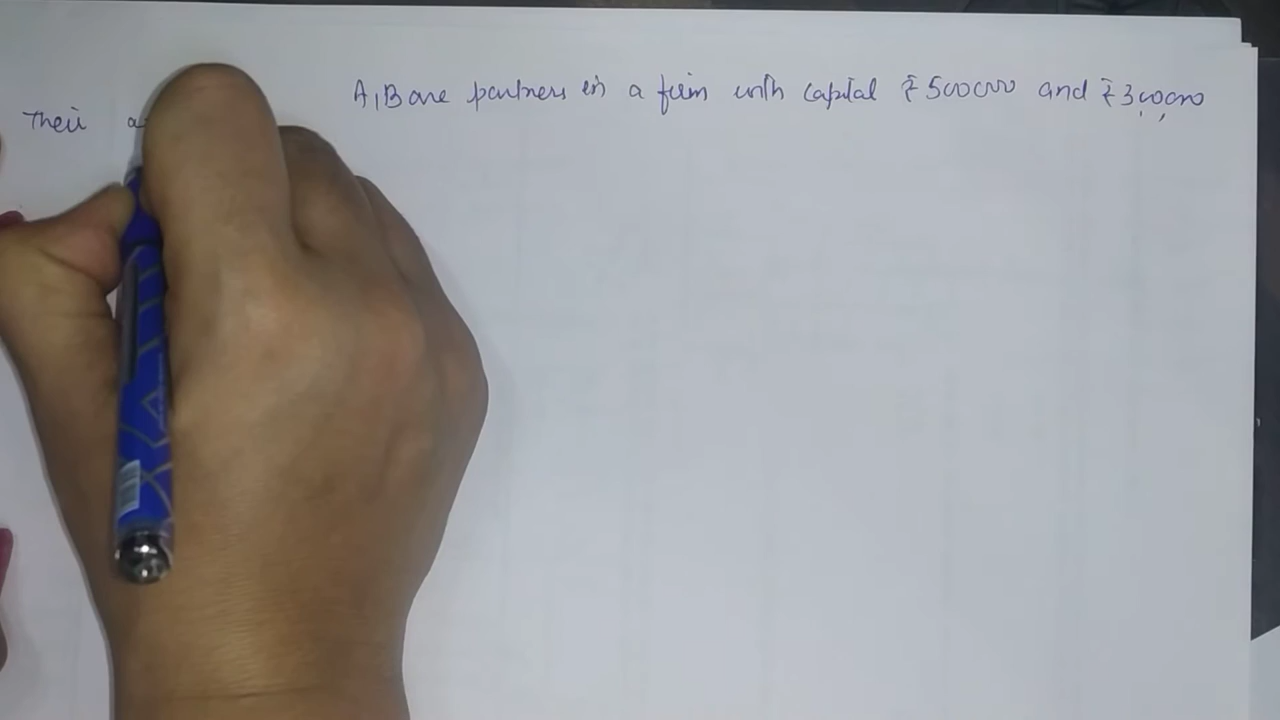 A, B are partners in a firm with capital ₹ 500000 and ₹ 300000
Their a